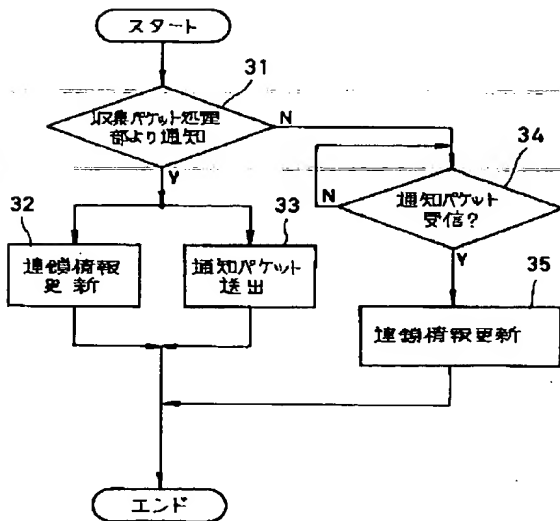 スタート
31
収集パケット処理
部より通知
N
34
Y
通知パケット
受信?
N
32
33
Y
連鎖情報
更新
通知パケット
送出
35
連鎖情報更新
エンド